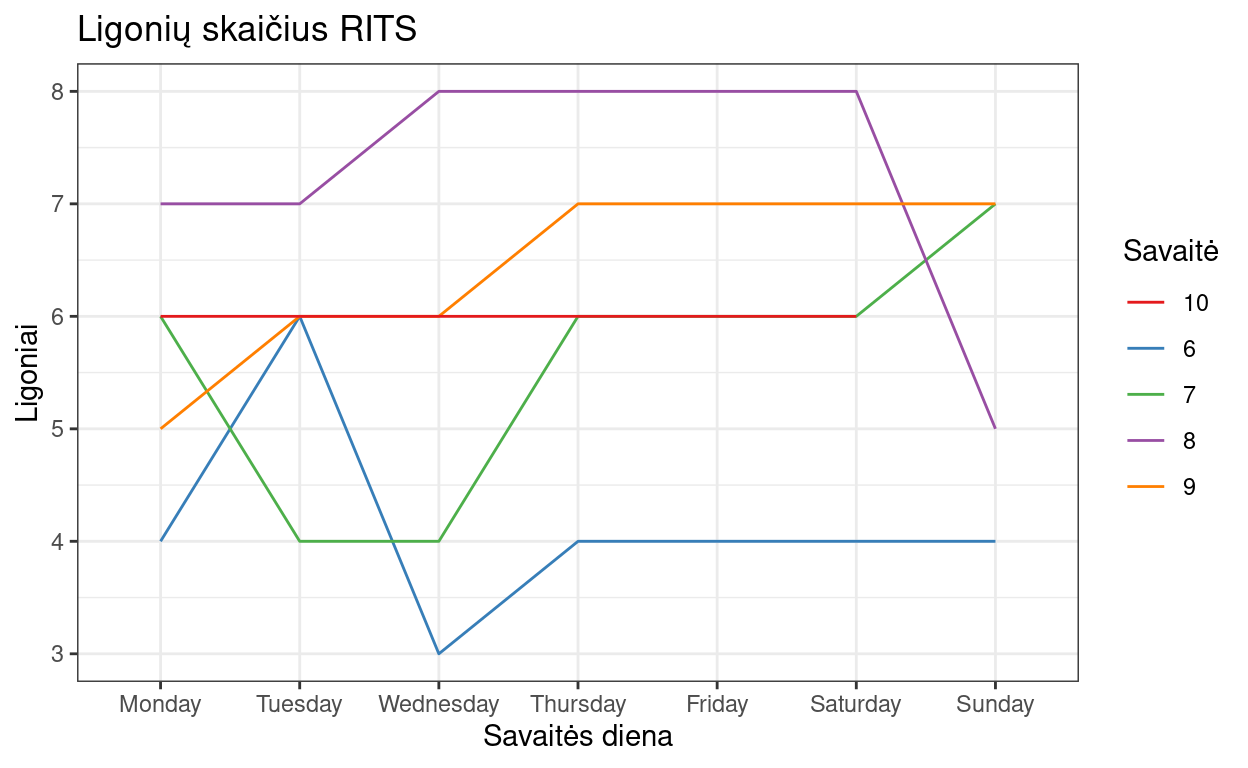 Ligonių skaičius RITS
8
7
6
5
4
3
Ligoniai
Monday Tuesday Wednesday Thursday Friday Saturday Sunday
Savaitės diena
Savaitė
10
6
7
8
9